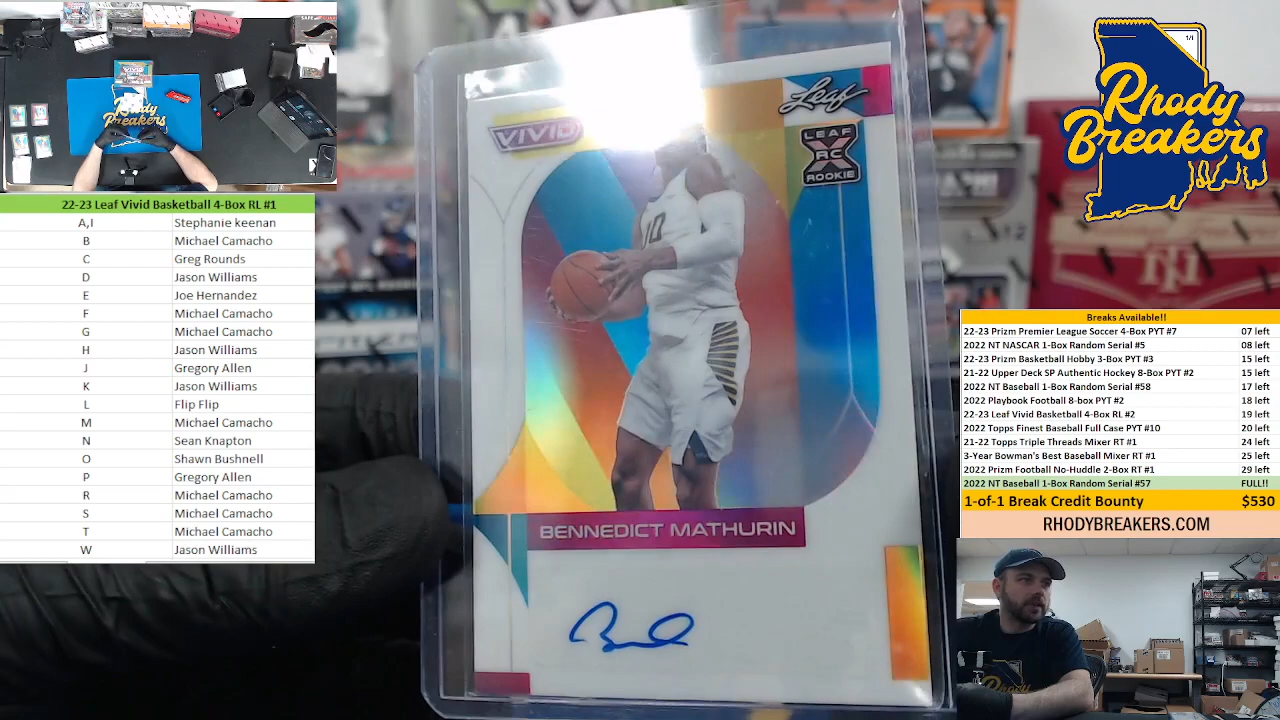 22-23 Leaf Vivid Basketball 4-Box RL #1
A,I Stephanie keenan
B Michael Camacho
C Greg Rounds
D Jason Williams
E Joe Hernandez
F Michael Camacho
G Michael Camacho
H Jason Williams
J Gregory Allen
K Jason Williams
L Flip Flip
M Michael Camacho
N Sean Knapton
O Shawn Bushnell
P Gregory Allen
R Michael Camacho
S Michael Camacho
T Michael Camacho
W Jason Williams
Rhody
Breakers
VIVID
Leaf
LEAF
RC
ROOKIE
10
BENNEDICT MATHURIN
1/1
Rhody
Breakers
Breaks Available!!
22-23 Prizm Premier League Soccer 4-Box PYT #7 07 left
2022 NT NASCAR 1-Box Random Serial #5 08 left
22-23 Prizm Basketball Hobby 3-Box PYT #3 15 left
21-22 Upper Deck SP Authentic Hockey 8-Box PYT #2 15 left
2022 NT Baseball 1-Box Random Serial #58 17 left
2022 Playbook Football 8-box PYT #2 18 left
22-23 Leaf Vivid Basketball 4-Box RL #2 19 left
2022 Topps Finest Baseball Full Case PYT #10 20 left
21-22 Topps Triple Threads Mixer RT #1 24 left
3-Year Bowman's Best Baseball Mixer RT #1 25 left
2022 Prizm Football No-Huddle 2-Box RT #1 29 left
2022 NT Baseball 1-Box Random Serial #57 FULL!!
1-of-1 Break Credit Bounty $530
RHODYBREAKERS.COM
Rhody